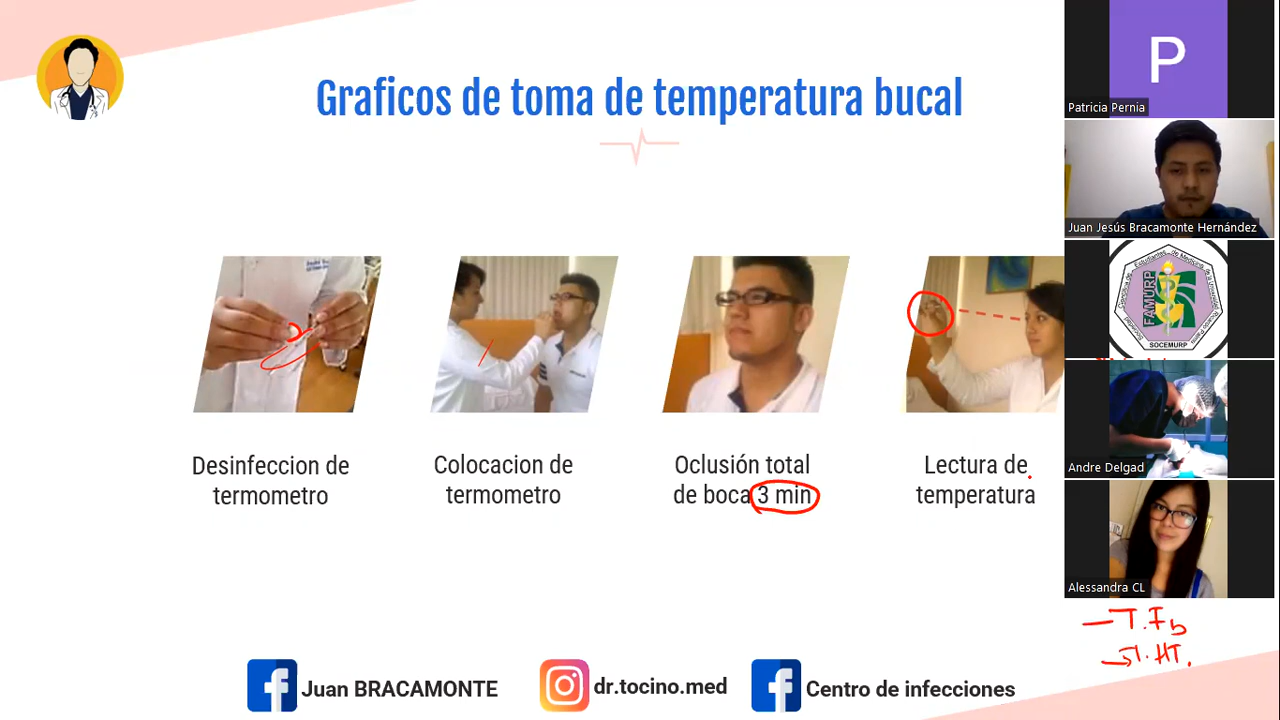 Graficos de toma de temperatura bucal
Desinfeccion de
termometro
Colocacion de
termometro
Oclusión total
de boca 3 min
Lectura de
temperatura
Juan BRACAMONTE
dr.tocino.med
Centro de infecciones
P
Patricia Pernia
Juan Jesús Bracamonte Hernández
FAMURP
SOCEMURP
Andre Delgad
Alessandra CL